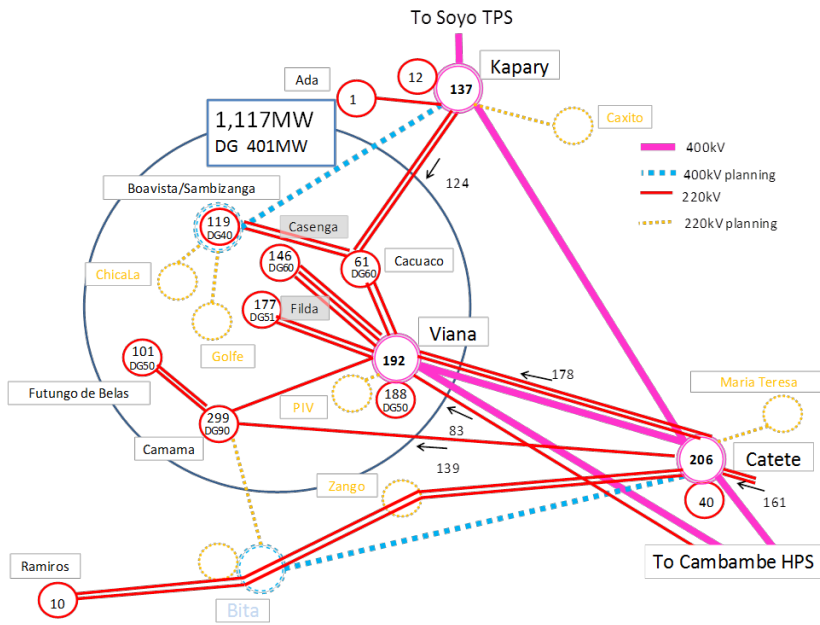 To Soyo TPS
Kapary
12
137
Ada
1
Caxito
1,117MW
DG 401MW
400kV
400kV planning
220kV
220kV planning
124
Boavista/Sambizanga
119
DG40
Casenga
146
DG60
61
DG60
Cacuaco
ChicaLa
177
DG51
Filda
Viana
Golfe
192
101
DG50
178
Maria Teresa
Futungo de Belas
PIV
188
DG50
299
DG90
83
Camama
139
206
Catete
Zango
40
161
Ramiros
To Cambambe HPS
10
Bita